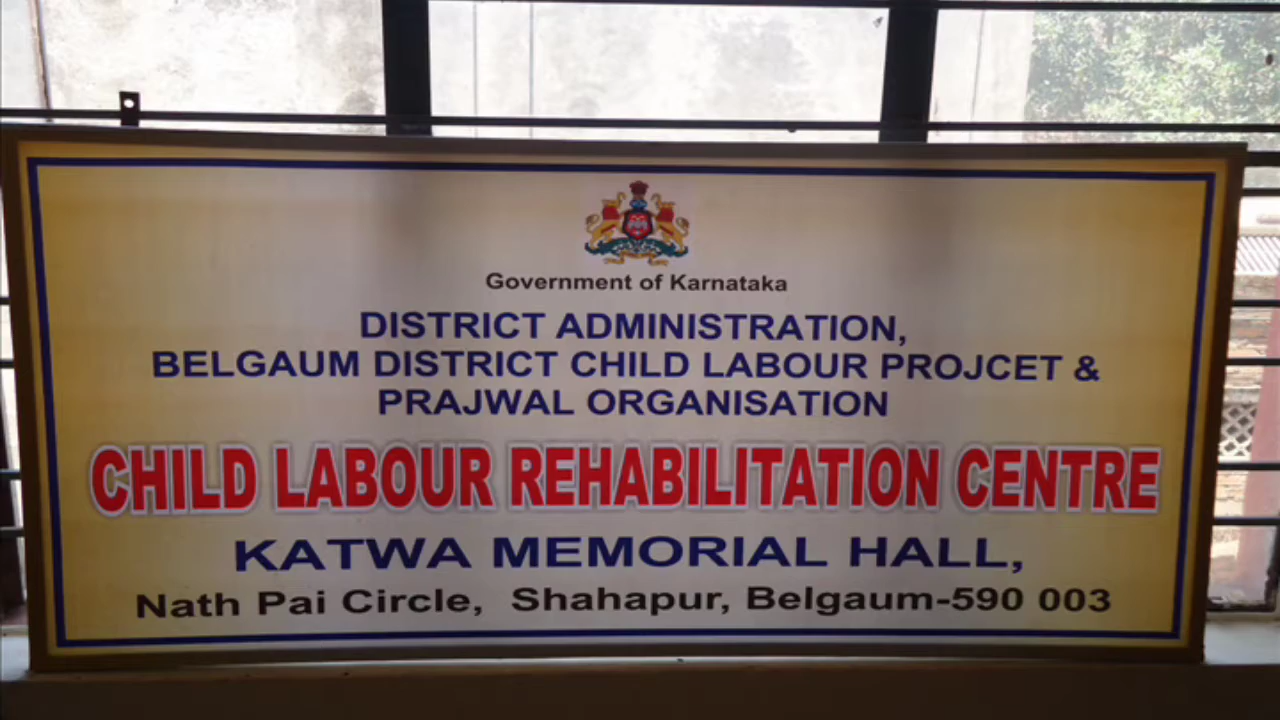 Government of Karnataka
DISTRICT ADMINISTRATION,
BELGAUM DISTRICT CHILD LABOUR PROJCET &
PRAJWAL ORGANISATION
CHILD LABOUR REHABILITATION CENTRE
KATWA MEMORIAL HALL,
Nath Pai Circle, Shahapur, Belgaum-590 003